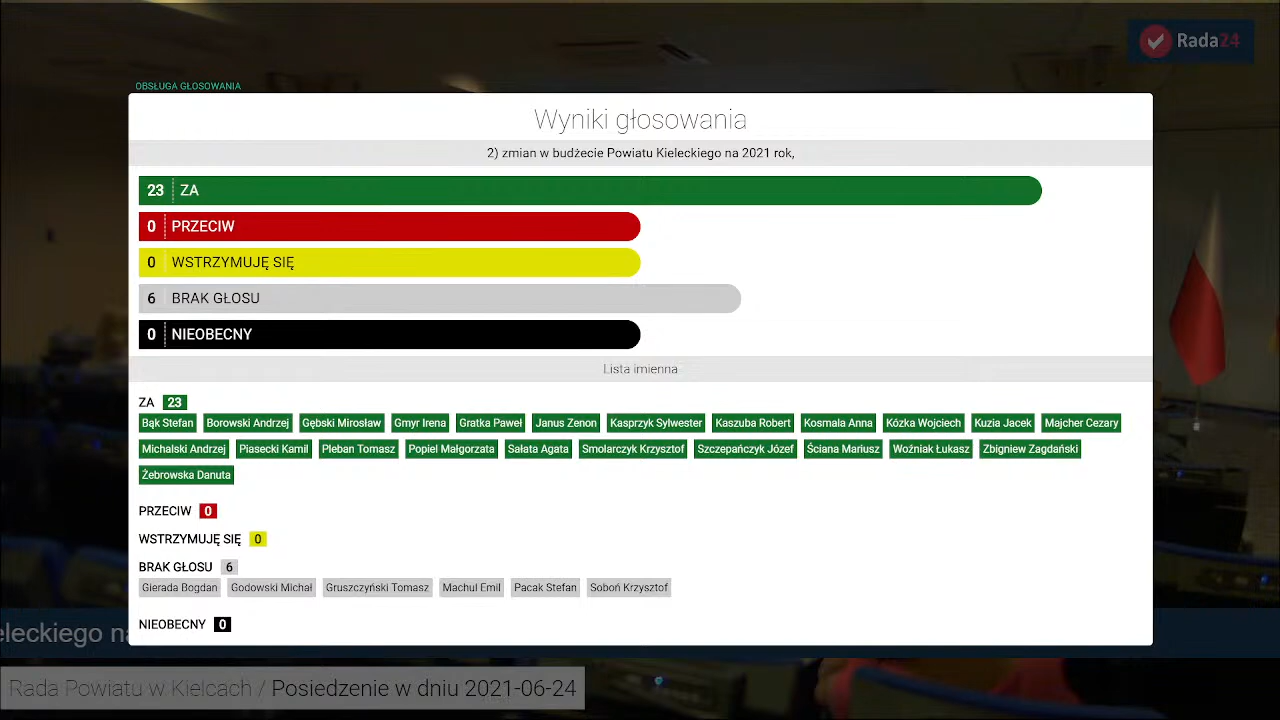 Rada24
OBSŁUGA GŁOSOWANIA
Wyniki głosowania
2) zmian w budżecie Powiatu Kieleckiego na 2021 rok,
23 ZA
0 PRZECIW
0 WSTRZYMUJĘ SIĘ
6 BRAK GŁOSU
0 NIEOBECNY
Lista imienna
ZA 23
Bąk Stefan Borowski Andrzej Gębski Mirosław Gmyr Irena Gratka Paweł Janus Zenon Kasprzyk Sylwester Kaszuba Robert Kosmala Anna Kózka Wojciech Kuzia Jacek Majcher Cezary
Michalski Andrzej Piasecki Kamil Pleban Tomasz Popiel Małgorzata Sałata Agata Smolarczyk Krzysztof Szczepańczyk Józef Ściana Mariusz Woźniak Łukasz Zbigniew Zagdański
Żebrowska Danuta
PRZECIW 0
WSTRZYMUJĘ SIĘ 0
BRAK GŁOSU 6
Gierada Bogdan Godowski Michał Gruszczyński Tomasz Machul Emil Pacak Stefan Soboń Krzysztof
NIEOBECNY 0
eleckiego na
Rada Powiatu w Kielcach / Posiedzenie w dniu 2021-06-24